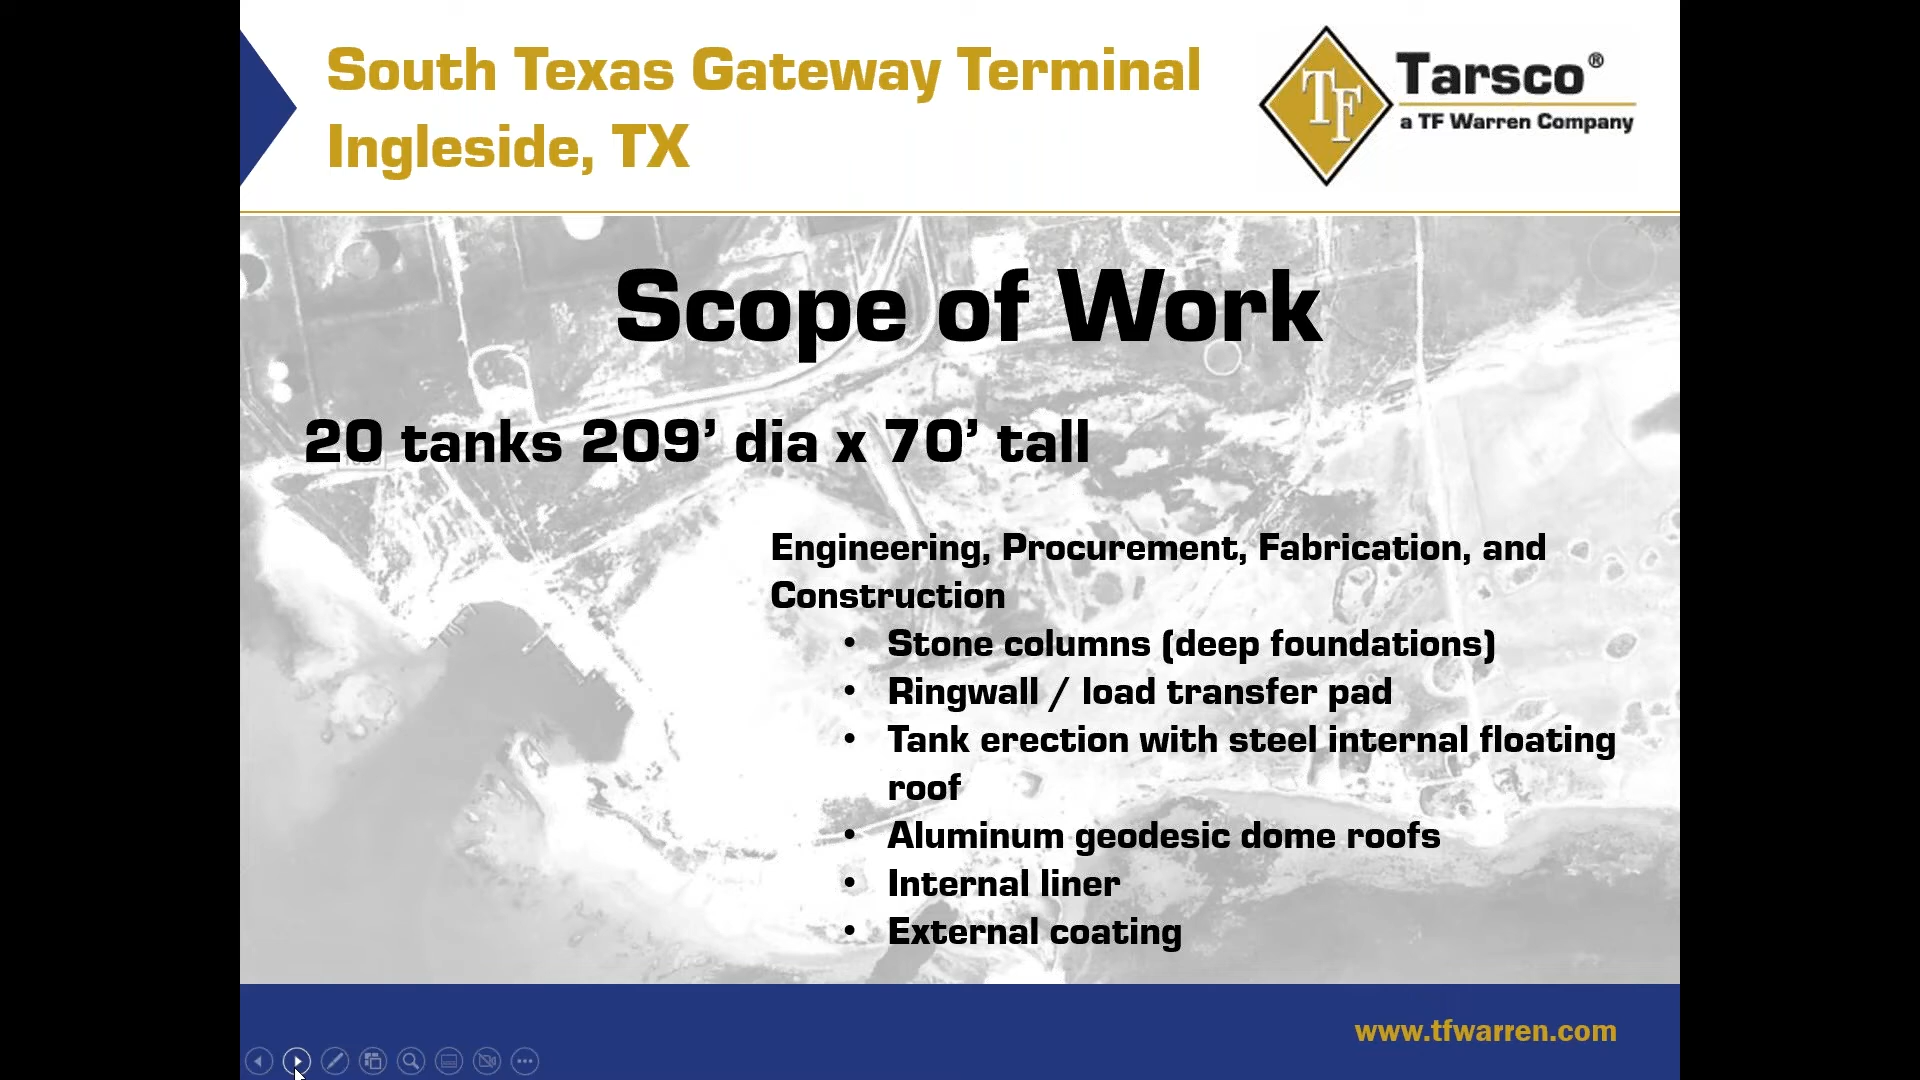 South Texas Gateway Terminal
Ingleside, TX
TF
Tarsco®
a TF Warren Company
Scope of Work
20 tanks 209’ dia x 70’ tall
Engineering, Procurement, Fabrication, and
Construction
• Stone columns (deep foundations)
• Ringwall / load transfer pad
• Tank erection with steel internal floating
roof
• Aluminum geodesic dome roofs
• Internal liner
• External coating
www.tfwarren.com